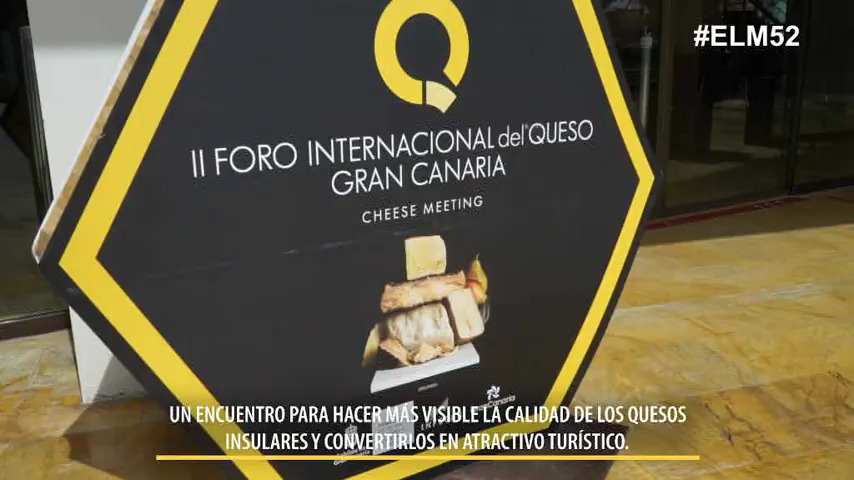 #ELM52
II FORO INTERNACIONAL del QUESO
GRAN CANARIA
CHEESE MEETING
UN ENCUENTRO PARA HACER MÁS VISIBLE LA CALIDAD DE LOS QUESOS
INSULARES Y CONVERTIRLOS EN ATRACTIVO TURÍSTICO.